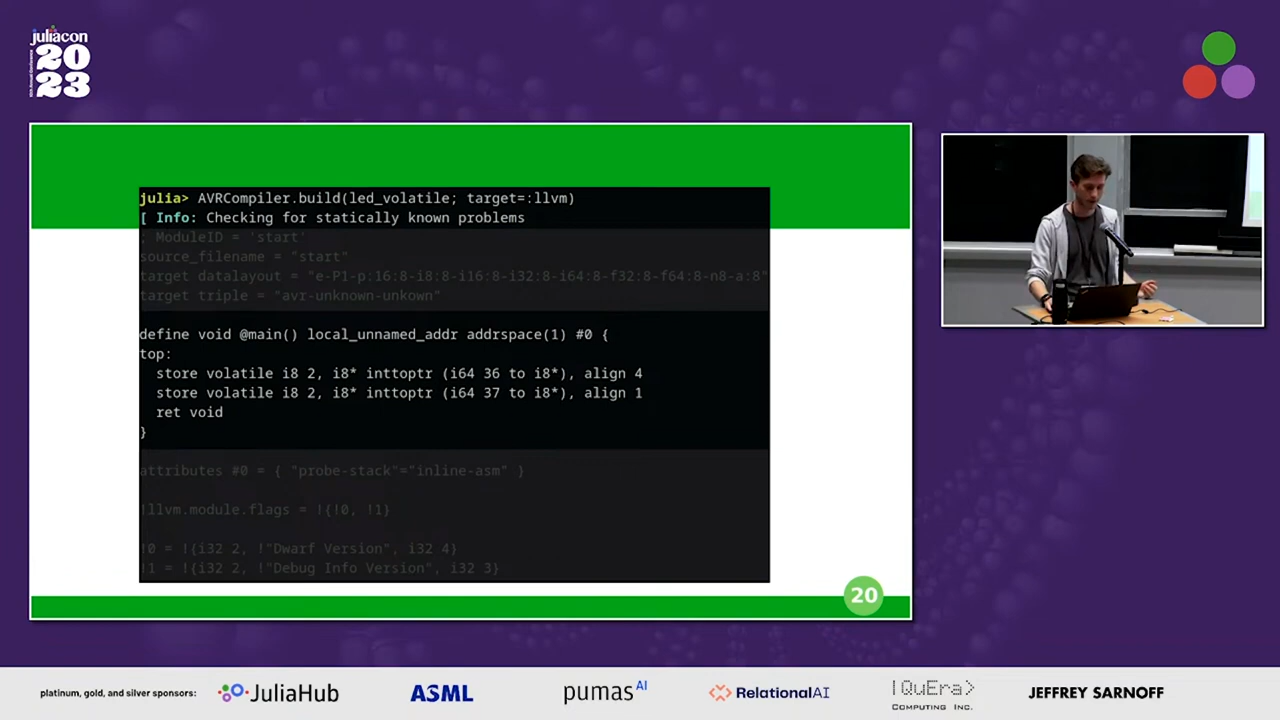 juliacon
20
23
julia> AVRCompiler.build(led_volatile; target=:llvm)
[ Info: Checking for statically known problems
; ModuleID = 'start'
source_filename = "start"
target datalayout = "e-P1-p:16:8-i8:8-i16:8-i32:8-i64:8-f32:8-f64:8-n8-a:8"
target triple = "avr-unknown-unkown"
define void @main() local_unnamed_addr addrspace(1) #0 {
top:
store volatile i8 2, i8* inttoptr (i64 36 to i8*), align 4
store volatile i8 2, i8* inttoptr (i64 37 to i8*), align 1
ret void
}
attributes #0 = { "probe-stack"="inline-asm" }
!llvm.module.flags = !{!0, !1}
!0 = !{i32 2, !"Dwarf Version", i32 4}
!1 = !{i32 2, !"Debug Info Version", i32 3}
20
platinum, gold, and silver sponsors:
JuliaHub
ASML
pumas AI
RelationalAI
|QuEra>
COMPUTING INC.
JEFFREY SARNOFF